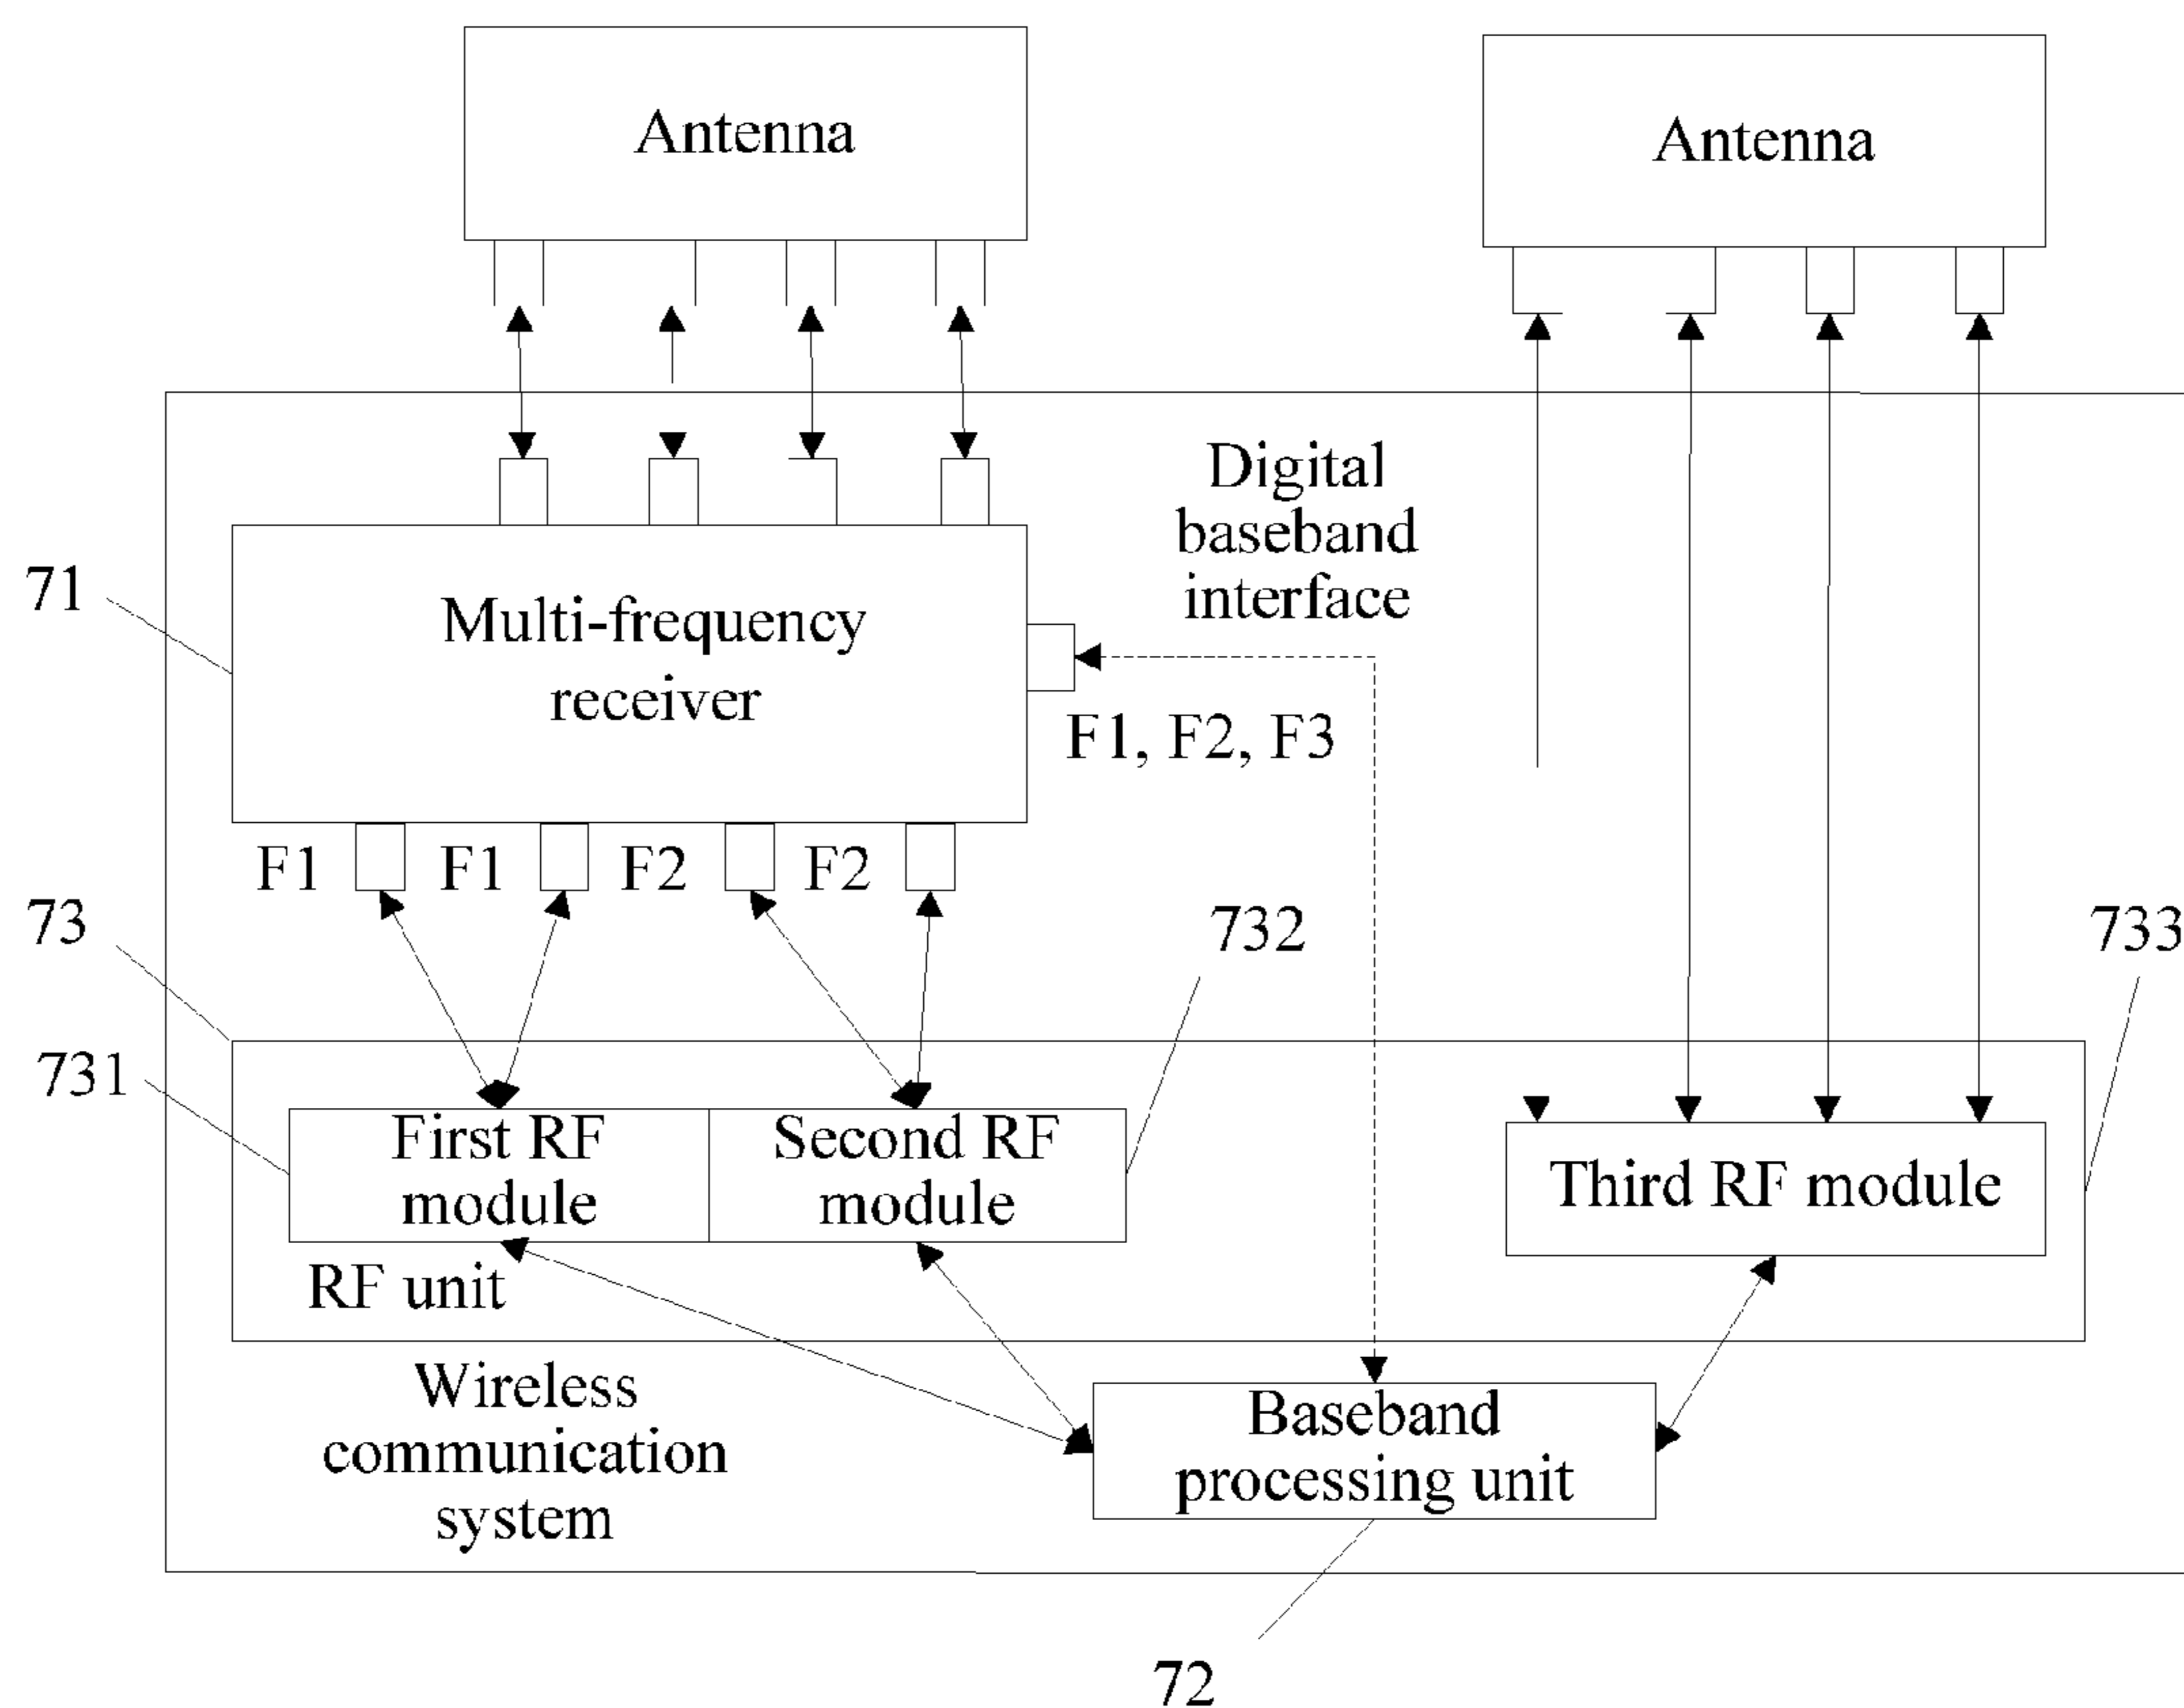 Antenna
Antenna
Digital
baseband
interface
71
Multi-frequency
receiver
F1, F2, F3
F1 F1 F2 F2
73
732
733
731
First RF
module
Second RF
module
Third RF module
RF unit
Wireless
communication
system
Baseband
processing unit
72